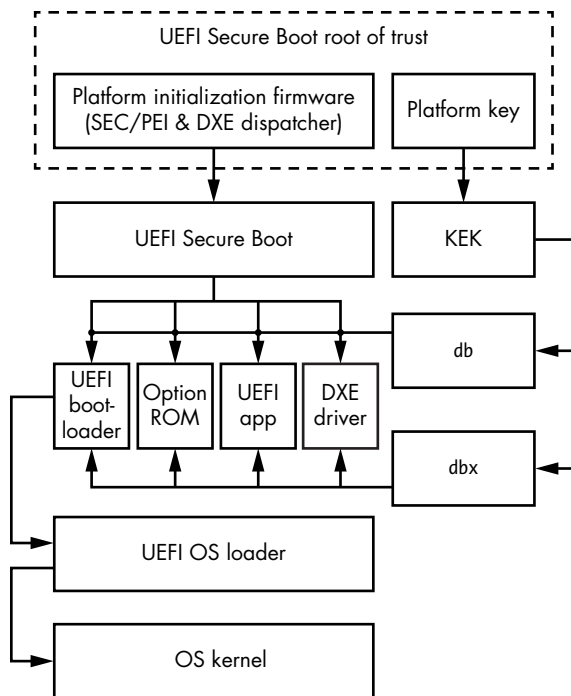 UEFI Secure Boot root of trust
Platform initialization firmware
(SEC/PEI & DXE dispatcher)
Platform key
UEFI Secure Boot
KEK
db
UEFI
boot-
loader
Option
ROM
UEFI
app
DXE
driver
dbx
UEFI OS loader
OS kernel